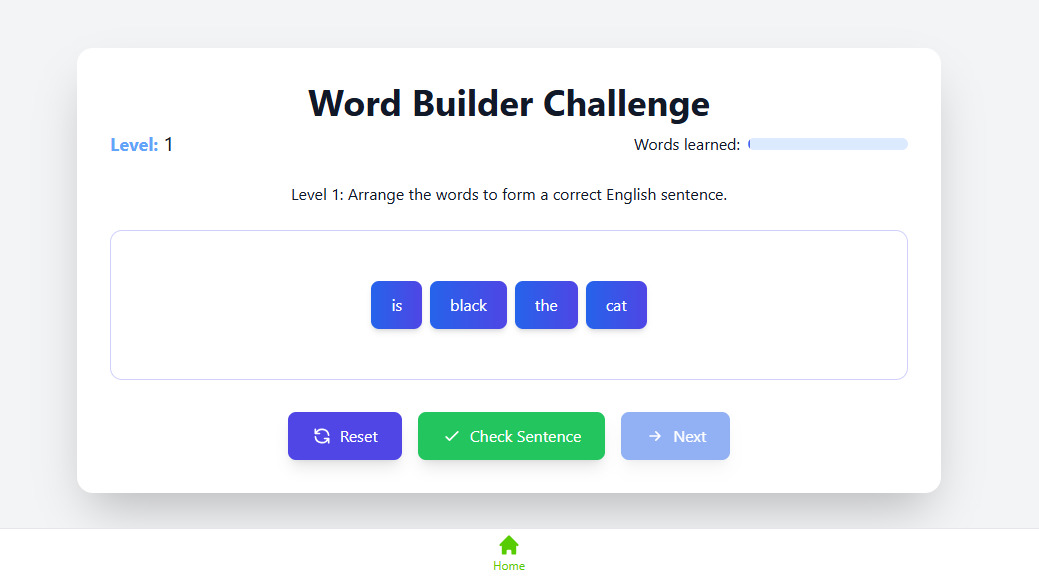 Word Builder Challenge
Level: 1 Words learned:
Level 1: Arrange the words to form a correct English sentence.
is black the cat
Reset Check Sentence Next
Home